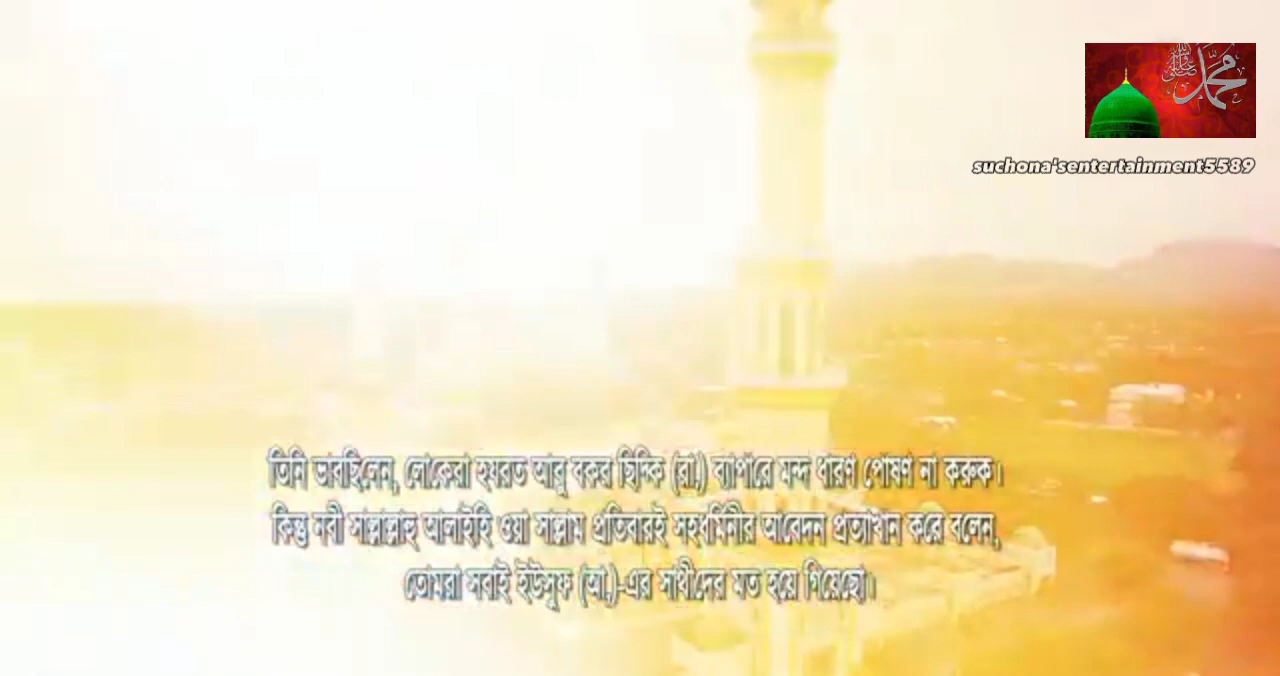 محمد
suchona'sentertainment5589
তিনি ভাবছিলেন, লোকেরা হযরত আবু বকর ছিদ্দিক (রা.) ব্যাপারে মন্দ ধারণ পোষণ না করুক।
কিন্তু নবী সাল্লাল্লাহু আলাইহি ওয়া সাল্লাম প্রতিবারই সহধর্মিনীর আবেদন প্রত্যাখান করে বলেন,
তোমরা সবাই ইউসুফ (আ.)-এর সাথীদের মত হয়ে গিয়েছো।